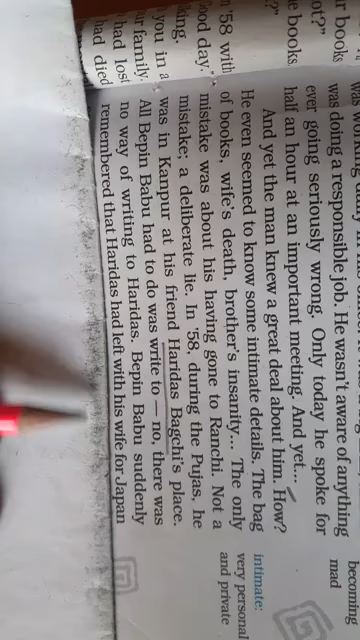 was doing a responsible job. He wasn't aware of anything
ever going seriously wrong. Only today he spoke for
half an hour at an important meeting. And yet...
And yet the man knew a great deal about him. How?
He even seemed to know some intimate details. The bag
of books, wife's death, brother's insanity... The only
mistake was about his having gone to Ranchi. Not a
mistake; a deliberate lie. In '58, during the Pujas, he
was in Kanpur at his friend Haridas Bagchi's place.
All Bepin Babu had to do was write to — no, there was
no way of writing to Haridas. Bepin Babu suddenly
remembered that Haridas had left with his wife for Japan
becoming
mad
intimate:
very personal
and private
books
ot?"
e books
?"
'58 with
ood day.'
king.
you in a
ur family.
had lost
had died